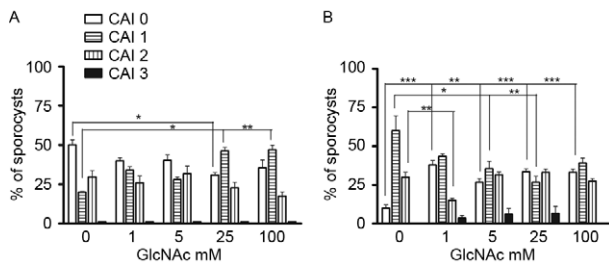 A
CAI 0
CAI 1
CAI 2
CAI 3
% of sporocysts
100
75
50
25
0
*
* **
0 1 5 25 100
GlcNAc mM
B
% of sporocysts
100
75
50
25
0
*** ** *** ***
* **
**
0 1 5 25 100
GlcNAc mM